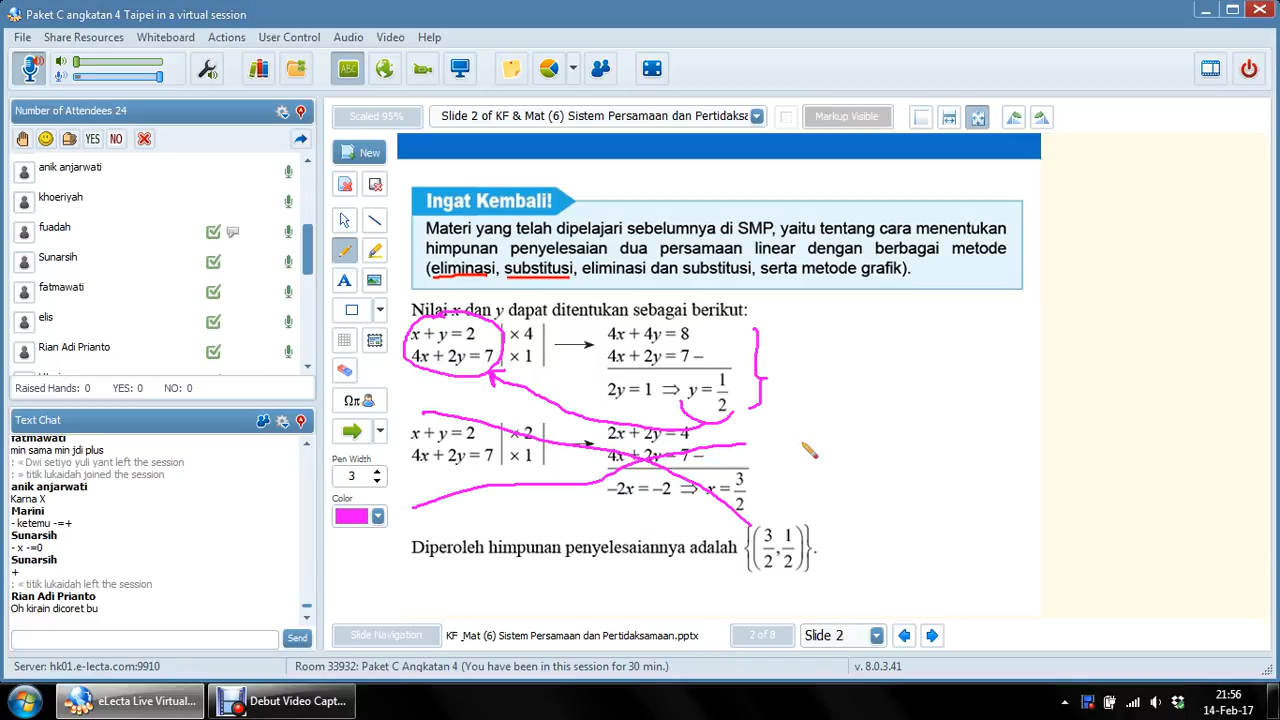 Paket C angkatan 4 Taipei in a virtual session
File Share Resources Whiteboard Actions User Control Audio Video Help
Number of Attendees 24
YES NO
anik anjarwati
khoeriyah
fuadah
Sunarsih
fatmawati
elis
Rian Adi Prianto
Raised Hands: 0 YES: 0 NO: 0
Text Chat
fatmawati
min sama min jdi plus
: « Dwi setiyo yuli yant left the session
: « titik lukaidah joined the session
anik anjarwati
Karna X
Marini
- ketemu -=+
Sunarsih
- x -=0
Sunarsih
+
: « titik lukaidah left the session
Rian Adi Prianto
Oh kirain dicoret bu
Send
Scaled 95%
Slide 2 of KF & Mat (6) Sistem Persamaan dan Pertidaksa
Markup Visible
New
ABC
A
Ωπ
Pen Width
3
Color
Ingat Kembali!
Materi yang telah dipelajari sebelumnya di SMP, yaitu tentang cara menentukan
himpunan penyelesaian dua persamaan linear dengan berbagai metode
(eliminasi, substitusi, eliminasi dan substitusi, serta metode grafik).
Nilai x dan y dapat ditentukan sebagai berikut:
x + y = 2 | × 4 | → 4x + 4y = 8
4x + 2y = 7 | × 1 | 4x + 2y = 7 –
2y = 1 ⇒ y = 1/2
x + y = 2 | × 2 | → 2x + 2y = 4
4x + 2y = 7 | × 1 | 4x + 2y = 7 –
–2x = –2 ⇒ x = 3/2
Diperoleh himpunan penyelesaiannya adalah {(3/2, 1/2)}.
Slide Navigation
KF_Mat (6) Sistem Persamaan dan Pertidaksamaan.pptx
2 of 8
Slide 2
Server: hk01.e-lecta.com:9910
Room 33932: Paket C Angkatan 4 (You have been in this session for 30 min.)
v. 8.0.3.41
eLecta Live Virtual...
Debut Video Capt...
21:56
14-Feb-17